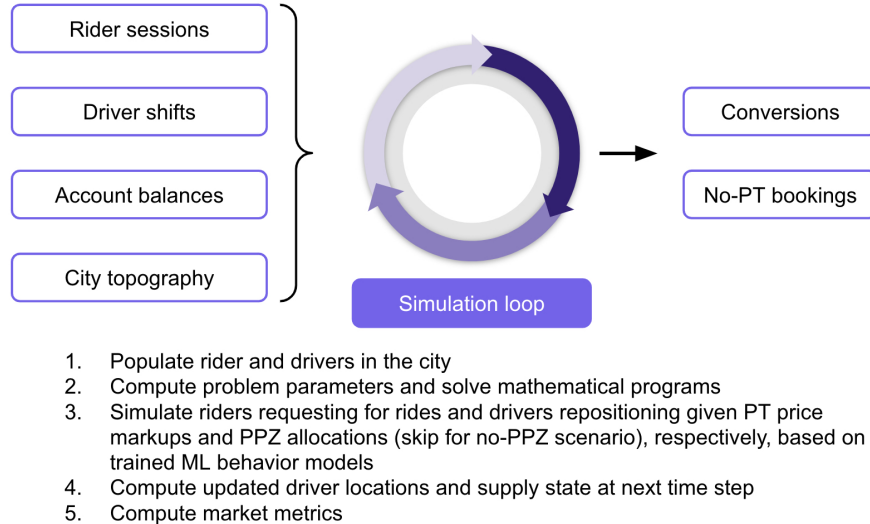 Rider sessions
Driver shifts
Account balances
City topography
Simulation loop
Conversions
No-PT bookings
1. Populate rider and drivers in the city
2. Compute problem parameters and solve mathematical programs
3. Simulate riders requesting for rides and drivers repositioning given PT price
markups and PPZ allocations (skip for no-PPZ scenario), respectively, based on
trained ML behavior models
4. Compute updated driver locations and supply state at next time step
5. Compute market metrics